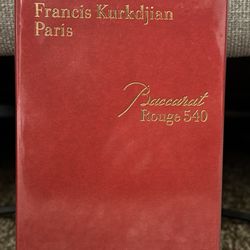 Francis Kurkdjian
Paris
Baccarat
Rouge 540